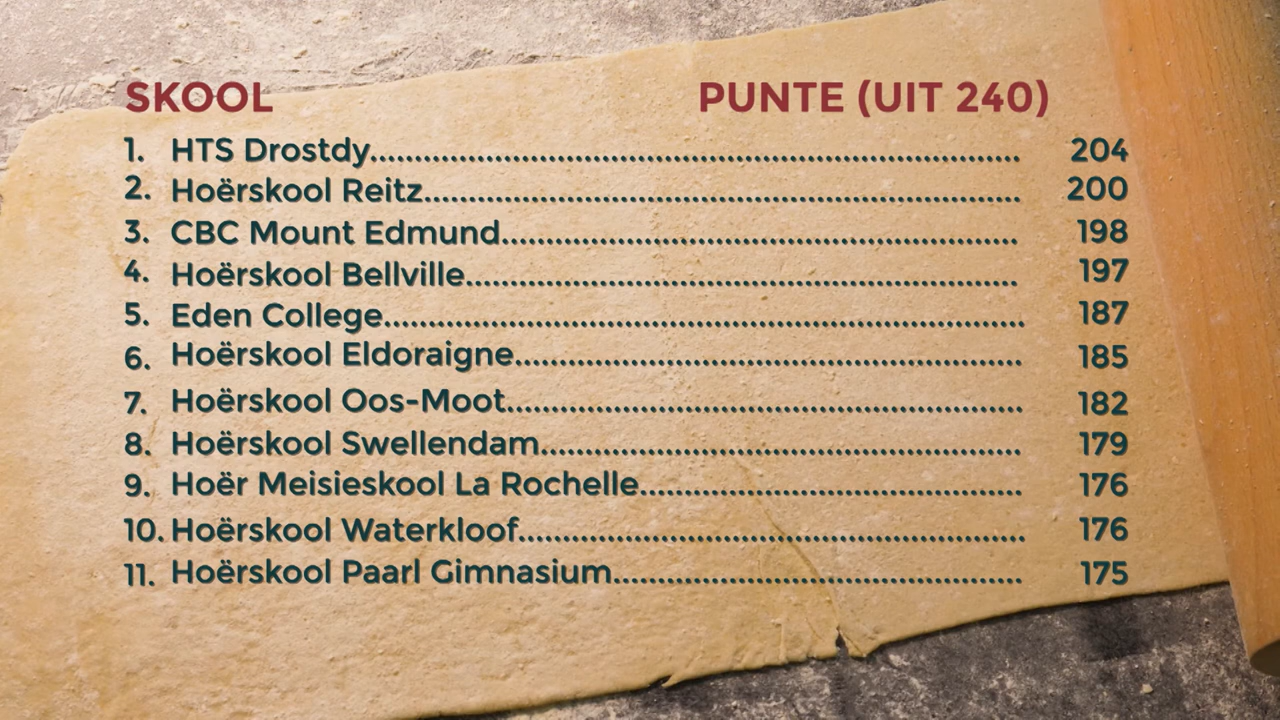 SKOOL PUNTE (UIT 240)
1. HTS Drostdy 204
2. Hoërskool Reitz 200
3. CBC Mount Edmund 198
4. Hoërskool Bellville 197
5. Eden College 187
6. Hoërskool Eldoraigne 185
7. Hoërskool Oos-Moot 182
8. Hoërskool Swellendam 179
9. Hoër Meisieskool La Rochelle 176
10. Hoërskool Waterkloof 176
11. Hoërskool Paarl Gimnasium 175